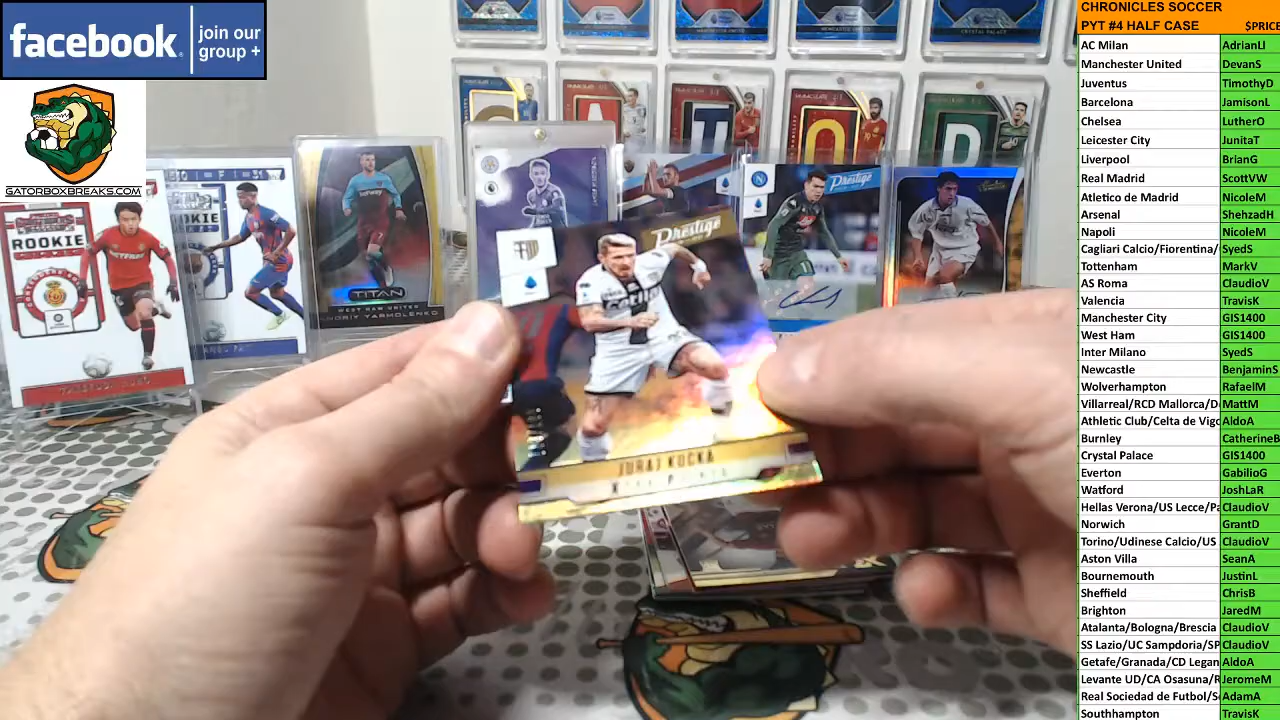 facebook. join our
group +
GATORBOXBREAKS.COM
ROOKIE
TITAN
WEST HAM UNITED
ANDRIY YARMOLENKO
Prestige
Prestige
JURAJ KUCKA
CHRONICLES SOCCER
PYT #4 HALF CASE $PRICE
AC Milan AdrianLl
Manchester United DevanS
Juventus TimothyD
Barcelona JamisonL
Chelsea LutherO
Leicester City JunitaT
Liverpool BrianG
Real Madrid ScottVW
Atletico de Madrid NicoleM
Arsenal ShehzadH
Napoli NicoleM
Cagliari Calcio/Fiorentina/ SyedS
Tottenham MarkV
AS Roma ClaudioV
Valencia TravisK
Manchester City GIS1400
West Ham GIS1400
Inter Milano SyedS
Newcastle BenjaminS
Wolverhampton RafaelM
Villarreal/RCD Mallorca/D MattM
Athletic Club/Celta de Vigo AldoA
Burnley CatherineB
Crystal Palace GIS1400
Everton GabilioG
Watford JoshLaR
Hellas Verona/US Lecce/Pa ClaudioV
Norwich GrantD
Torino/Udinese Calcio/US ClaudioV
Aston Villa SeanA
Bournemouth JustinL
Sheffield ChrisB
Brighton JaredM
Atalanta/Bologna/Brescia ClaudioV
SS Lazio/UC Sampdoria/SP ClaudioV
Getafe/Granada/CD Legan AldoA
Levante UD/CA Osasuna/R JeromeM
Real Sociedad de Futbol/S AdamA
Southhampton TravisK